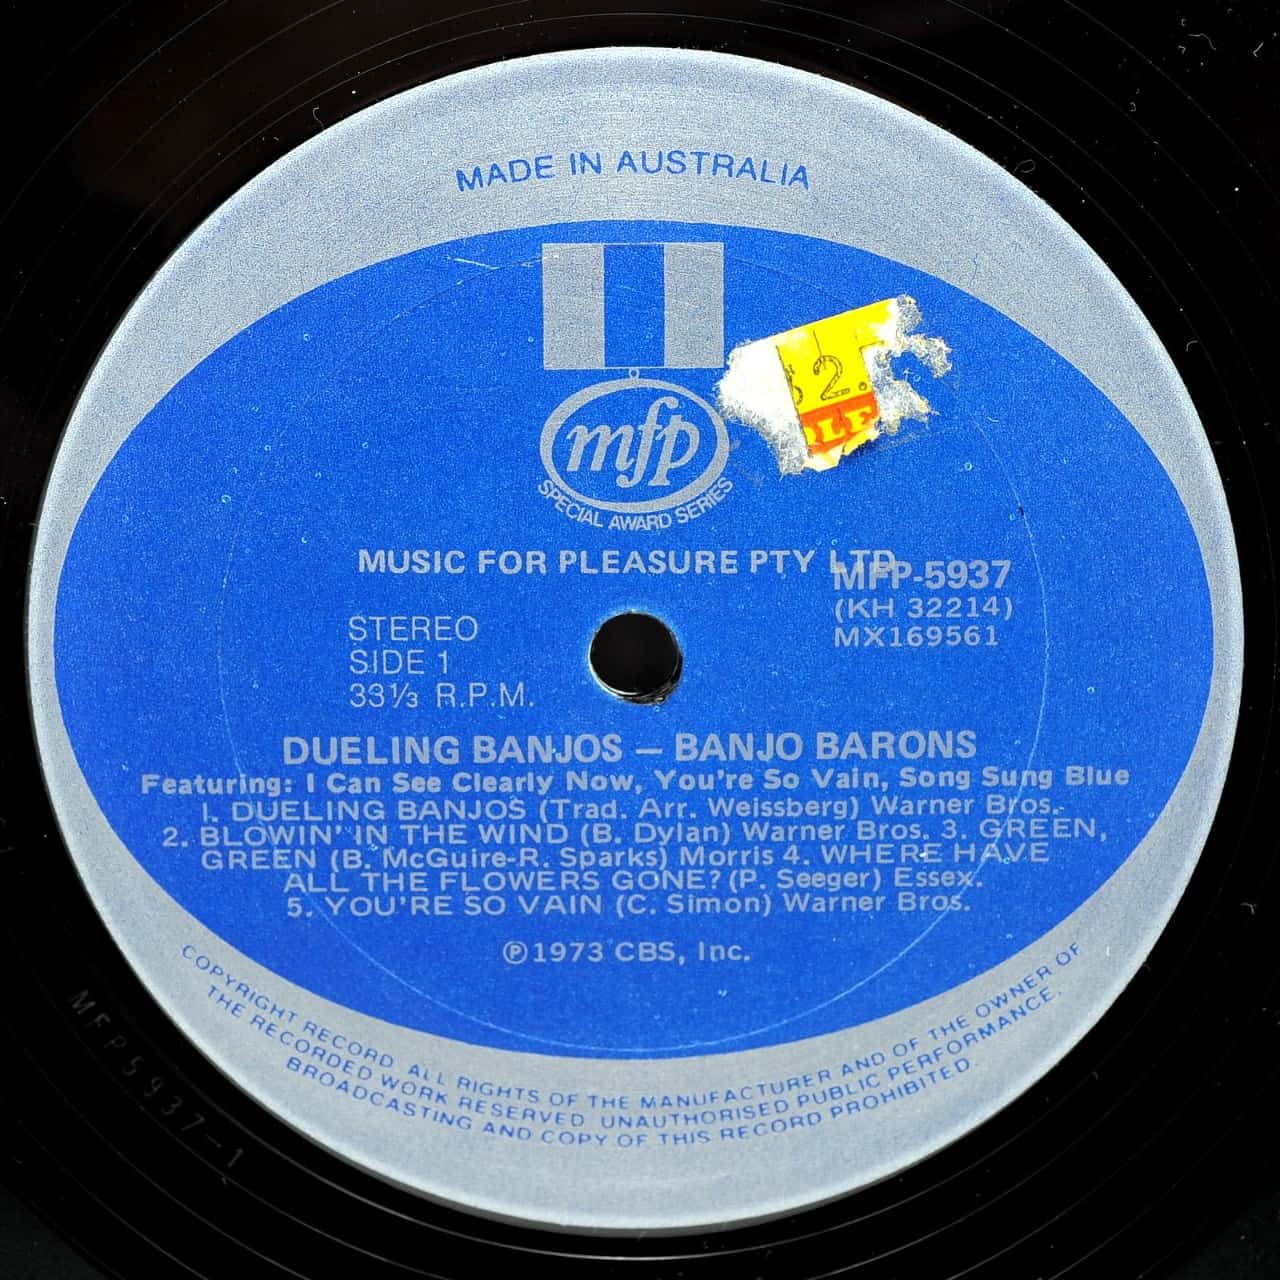 MADE IN AUSTRALIA
2.
mfp
SPECIAL AWARD SERIES
MUSIC FOR PLEASURE PTY LTD
MFP-5937
(KH 32214)
MX169561
STEREO
SIDE 1
33⅓ R.P.M.
DUELING BANJOS — BANJO BARONS
Featuring: I Can See Clearly Now, You're So Vain, Song Sung Blue
1. DUELING BANJOS (Trad. Arr. Weissberg) Warner Bros.-
2. BLOWIN' IN THE WIND (B. Dylan) Warner Bros. 3. GREEN,
GREEN (B. McGuire-R. Sparks) Morris 4. WHERE HAVE
ALL THE FLOWERS GONE? (P. Seeger) Essex.
5. YOU'RE SO VAIN (C. Simon) Warner Bros.
℗ 1973 CBS, Inc.
COPYRIGHT RECORD. ALL RIGHTS OF THE MANUFACTURER AND OF THE OWNER OF
THE RECORDED WORK RESERVED. UNAUTHORISED PUBLIC PERFORMANCE.
BROADCASTING AND COPY OF THIS RECORD PROHIBITED.
MFP5937-1